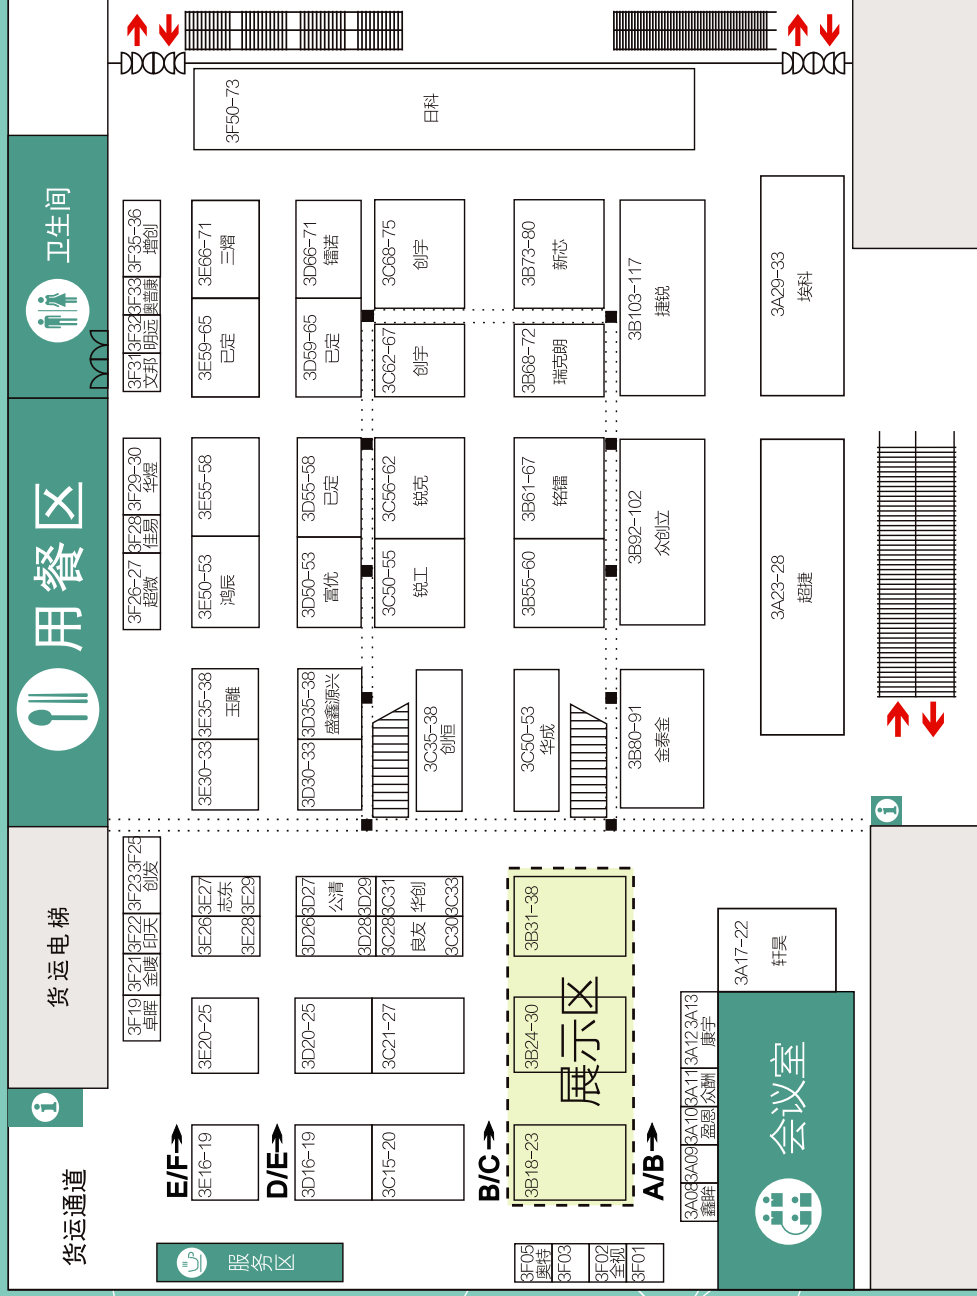 3F50-73
日科
卫生间
3F35-36
增创
3F33
奥普康
3F32
明远
3F31
文邦
3E66-71
三熠
3E59-65
已定
3D66-71
镭诺
3D59-65
已定
3C68-75
创宇
3C62-67
创宇
3B73-80
新芯
3B68-72
瑞克朗
3B103-117
捷锐
3A29-33
埃科
用餐区
3F29-30
华煜
3F28
佳易
3F26-27
超微
3E55-58
3E50-53
鸿辰
3D55-58
已定
3D50-53
富优
3C56-62
锐克
3C50-55
锐工
3B61-67
铭镭
3B55-60
3B92-102
众创立
3A23-28
超捷
3E35-38
玉雕
3E30-33
3D35-38
盛鑫源兴
3D30-33
3C35-38
创恒
3C50-53
华成
3B80-91
金泰金
货运电梯
3F25
3F23
创发
3F22
印天
3F21
金唛
3F19
卓晖
3E27
志东
3E26
3E29
3E28
3D27
公清
3D26
3D29
3D28
3C31
华创
3C28
良友
3C33
3C30
3B31-38
3A17-22
轩昊
3E20-25
3D20-25
3C21-27
3B24-30
展示区
3A13
3A12
康宇
3A11
众酬
3A10
盈恩
3A09
3A08
鑫晖
会议室
货运通道
E/F
3E16-19
D/E
3D16-19
3C15-20
B/C
3B18-23
A/B
服务区
3F05
奥特
3F03
3F02
全视
3F01